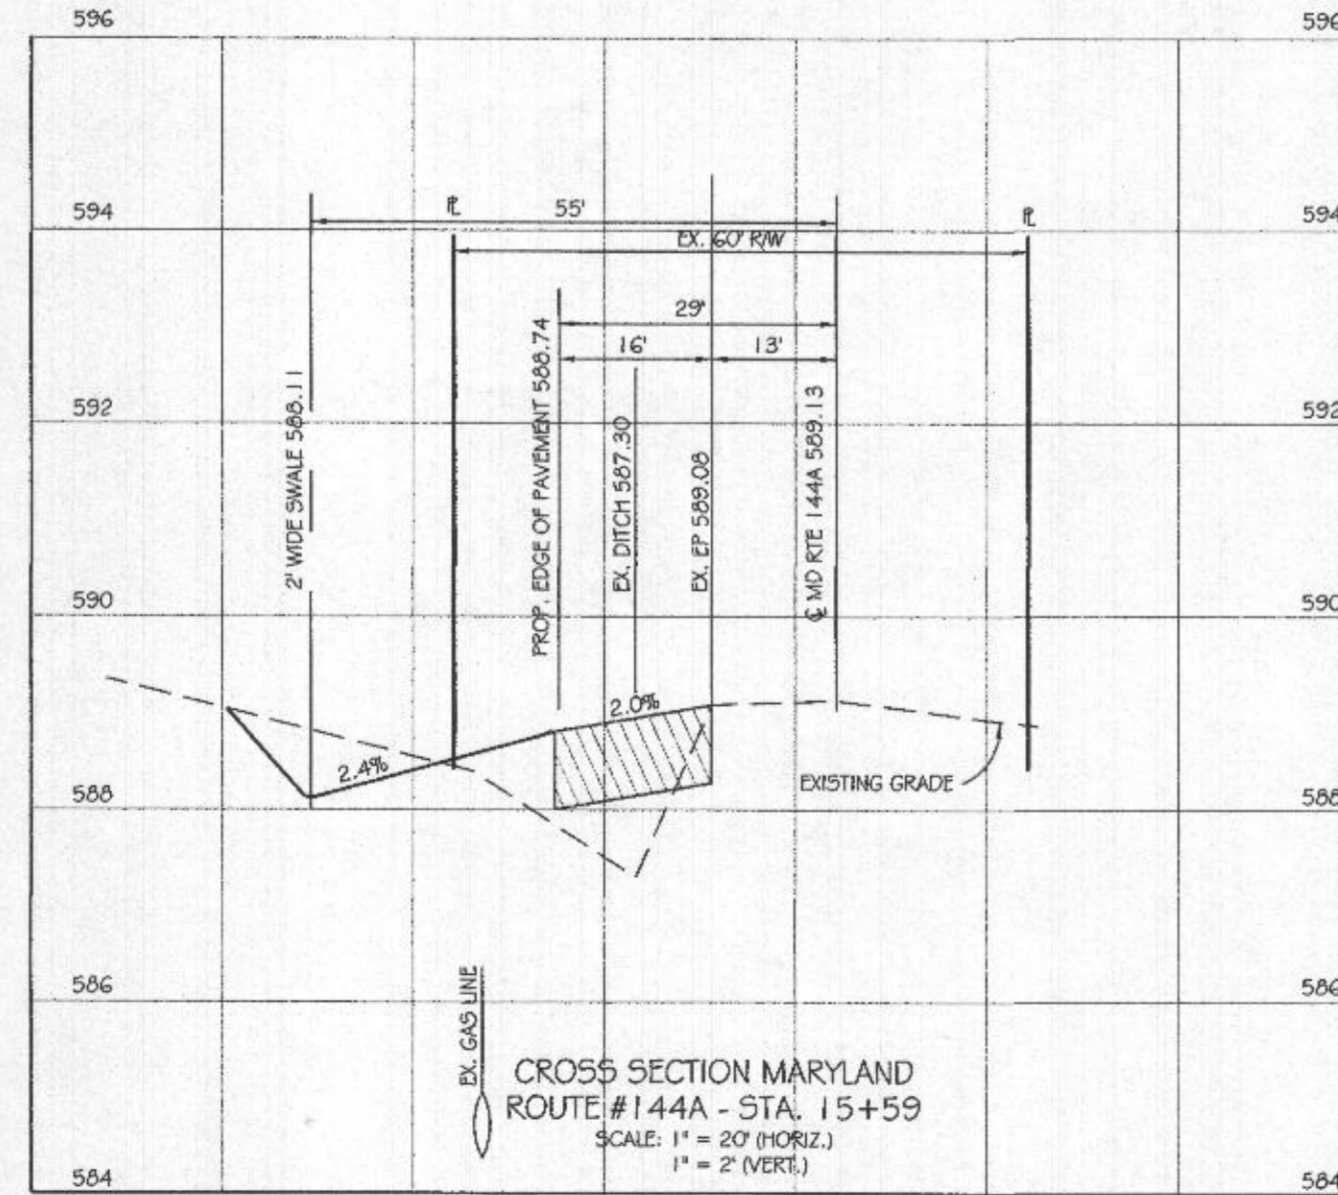 596
596
594
594
℄ 55'
℄
EX. 60' R/W
29'
16'
13'
2' WIDE SWALE 588.11
PROP. EDGE OF PAVEMENT 588.74
EX. DITCH 587.30
EX. EP 589.08
℄ MD RTE 144A 589.13
592
592
590
590
2.0%
2.4%
EXISTING GRADE
588
588
586
586
EX. GAS LINE
CROSS SECTION MARYLAND
ROUTE #144A - STA. 15+59
SCALE: 1" = 20' (HORIZ.)
1" = 2' (VERT.)
584
584